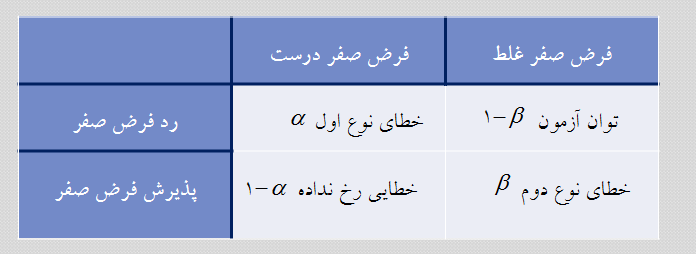 فرض صفر غلط
فرض صفر درست
توان آزمون ۱−β
خطای نوع اول α
رد فرض صفر
خطای نوع دوم β
خطایی رخ نداده ۱−α
پذیرش فرض صفر